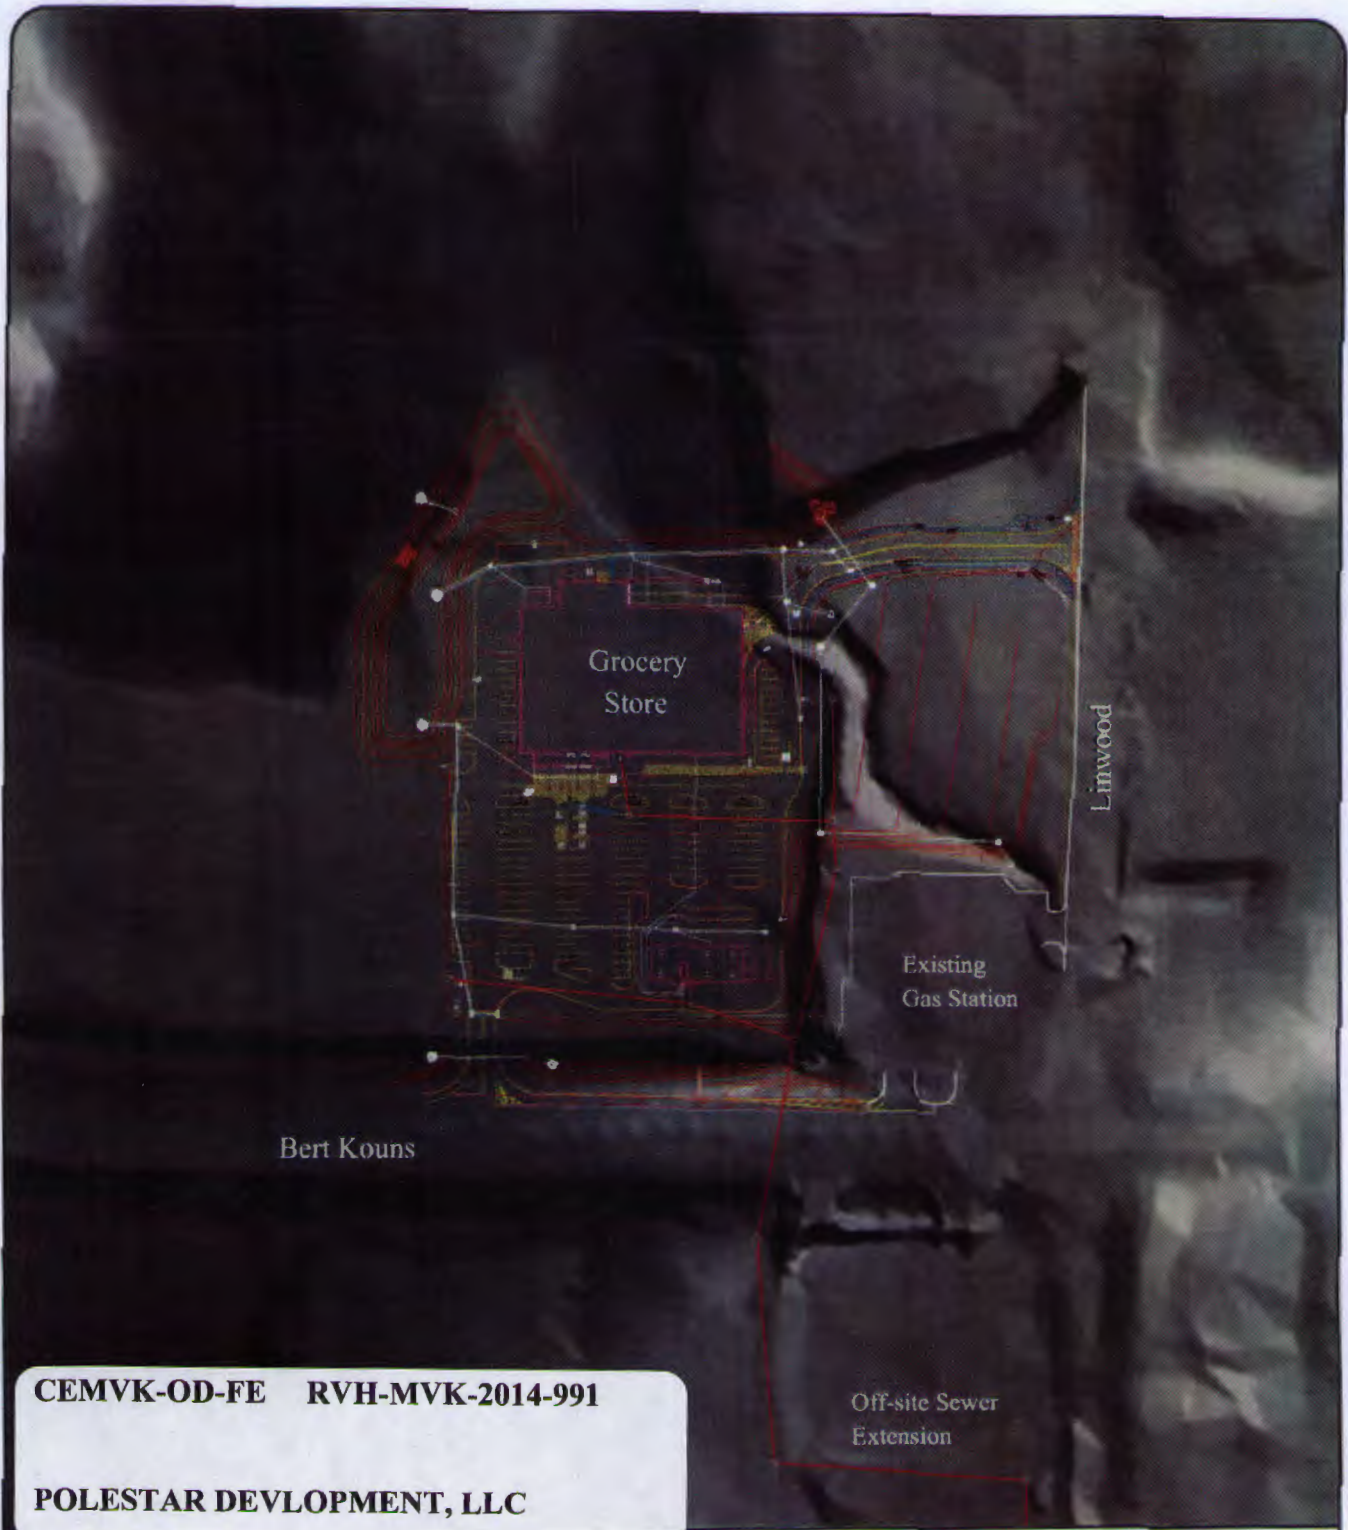 Grocery
Store
Linwood
Existing
Gas Station
Bert Kouns
Off-site Sewer
Extension
CEMVK-OD-FE RVH-MVK-2014-991
POLESTAR DEVLOPMENT, LLC